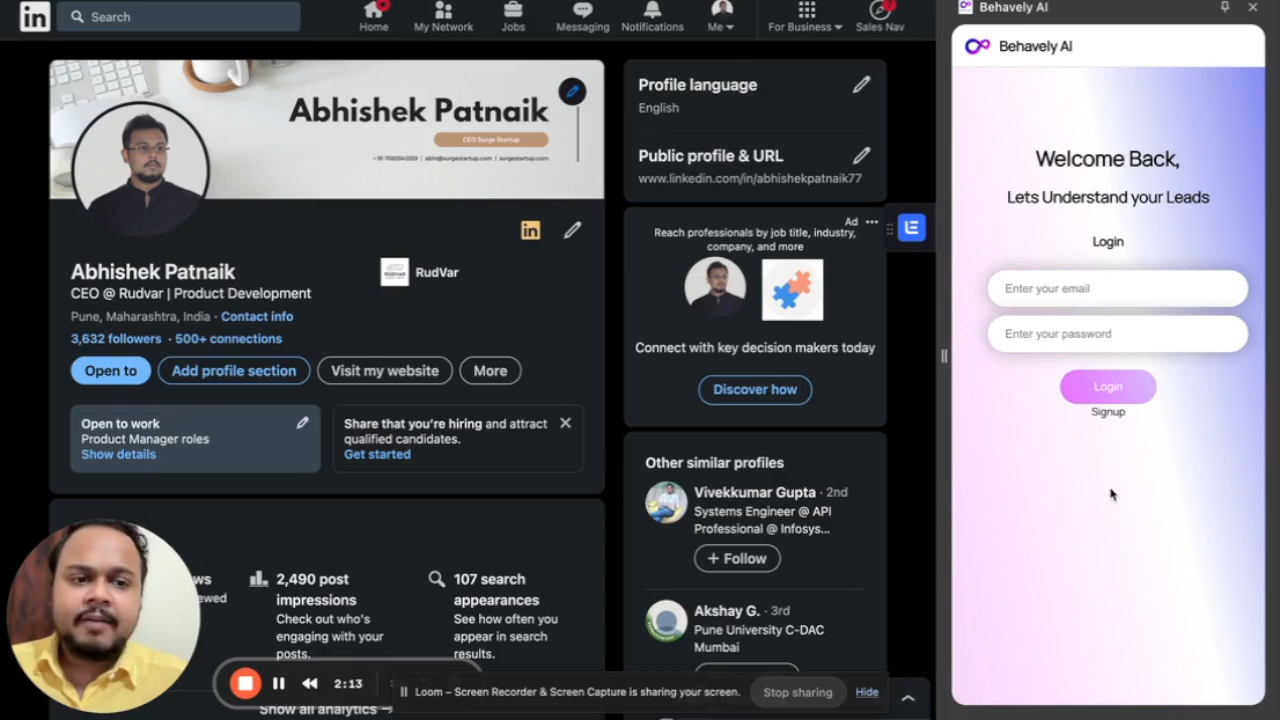 in
Search
Home
My Network
Jobs
Messaging
Notifications
Me
For Business
Sales Nav
Abhishek Patnaik
CEO Surge Startup
abhi@surgestartup.com | surgestartup.com
in
Abhishek Patnaik
RudVar
CEO @ Rudvar | Product Development
Pune, Maharashtra, India · Contact info
3,632 followers · 500+ connections
Open to
Add profile section
Visit my website
More
Open to work
Product Manager roles
Show details
Share that you're hiring and attract
qualified candidates.
Get started
2,490 post
impressions
Check out who's
engaging with your
posts.
107 search
appearances
See how often you
appear in search
results.
Show all analytics →
Profile language
English
Public profile & URL
www.linkedin.com/in/abhishekpatnaik77
Ad
Reach professionals by job title, industry,
company, and more
Connect with key decision makers today
Discover how
Other similar profiles
Vivekkumar Gupta · 2nd
Systems Engineer @ API
Professional @ Infosys...
+ Follow
Akshay G. · 3rd
Pune University C-DAC
Mumbai
2:13
Loom – Screen Recorder & Screen Capture is sharing your screen.
Stop sharing
Hide
Behavely AI
Behavely AI
Welcome Back,
Lets Understand your Leads
Login
Enter your email
Enter your password
Login
Signup